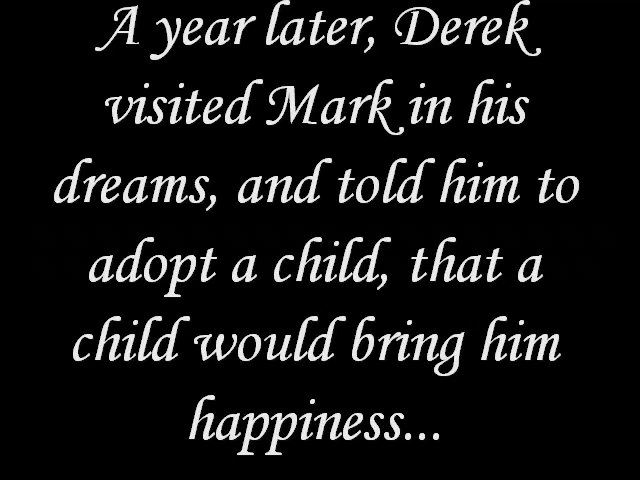 A year later, Derek
visited Mark in his
dreams, and told him to
adopt a child, that a
child would bring him
happiness...